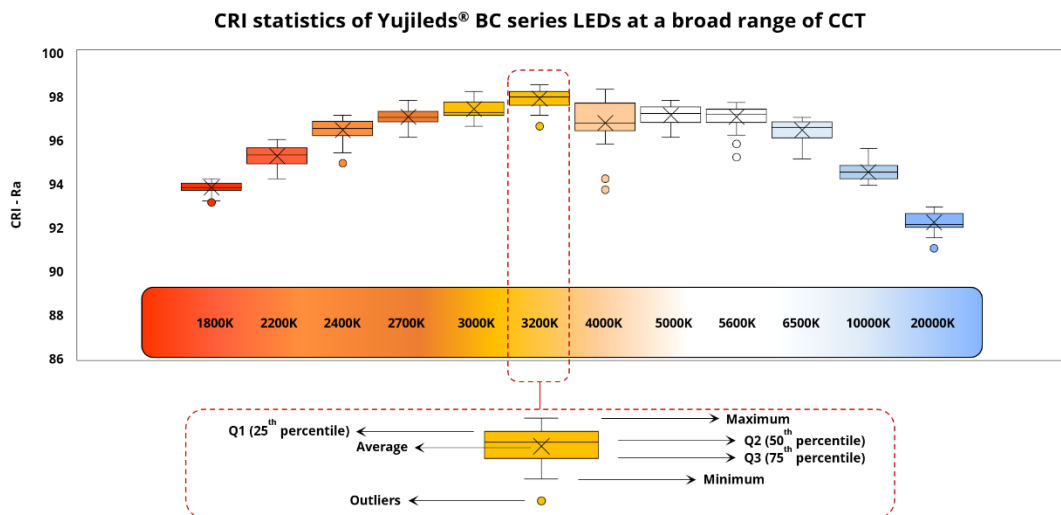 CRI statistics of Yujileds® BC series LEDs at a broad range of CCT
CRI - Ra
100
98
96
94
92
90
88
86
1800K 2200K 2400K 2700K 3000K 3200K 4000K 5000K 5600K 6500K 10000K 20000K
Maximum
Q1 (25th percentile)
Q2 (50th percentile)
Average
Q3 (75th percentile)
Minimum
Outliers